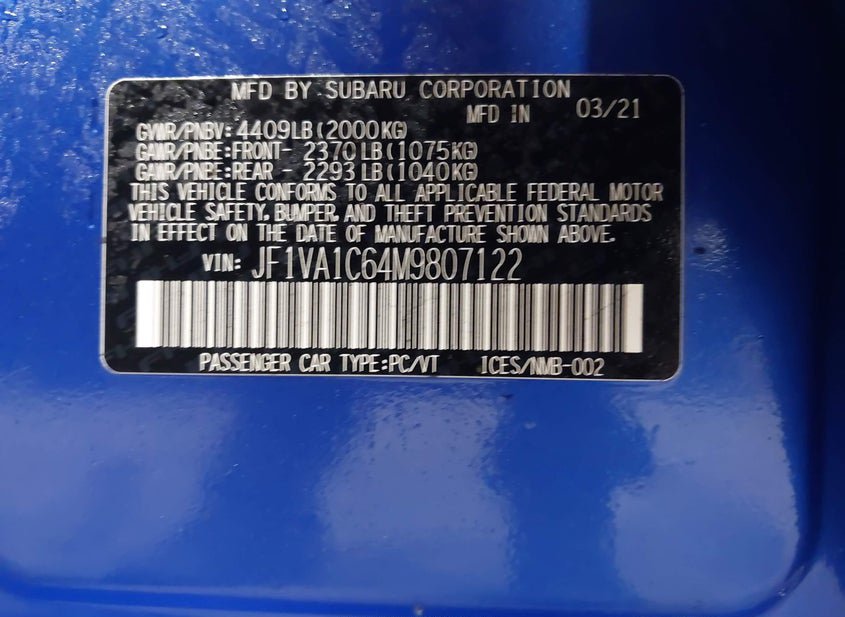 MFD BY SUBARU CORPORATION
MFD IN 03/21
GVWR/PNBV: 4409LB(2000KG)
GAWR/PNBE:FRONT- 2370LB(1075KG)
GAWR/PNBE:REAR - 2293LB(1040KG)
THIS VEHICLE CONFORMS TO ALL APPLICABLE FEDERAL MOTOR
VEHICLE SAFETY, BUMPER, AND THEFT PREVENTION STANDARDS
IN EFFECT ON THE DATE OF MANUFACTURE SHOWN ABOVE.
VIN: JF1VA1C64M9807122
PASSENGER CAR TYPE:PC/VT ICES/NMB-002